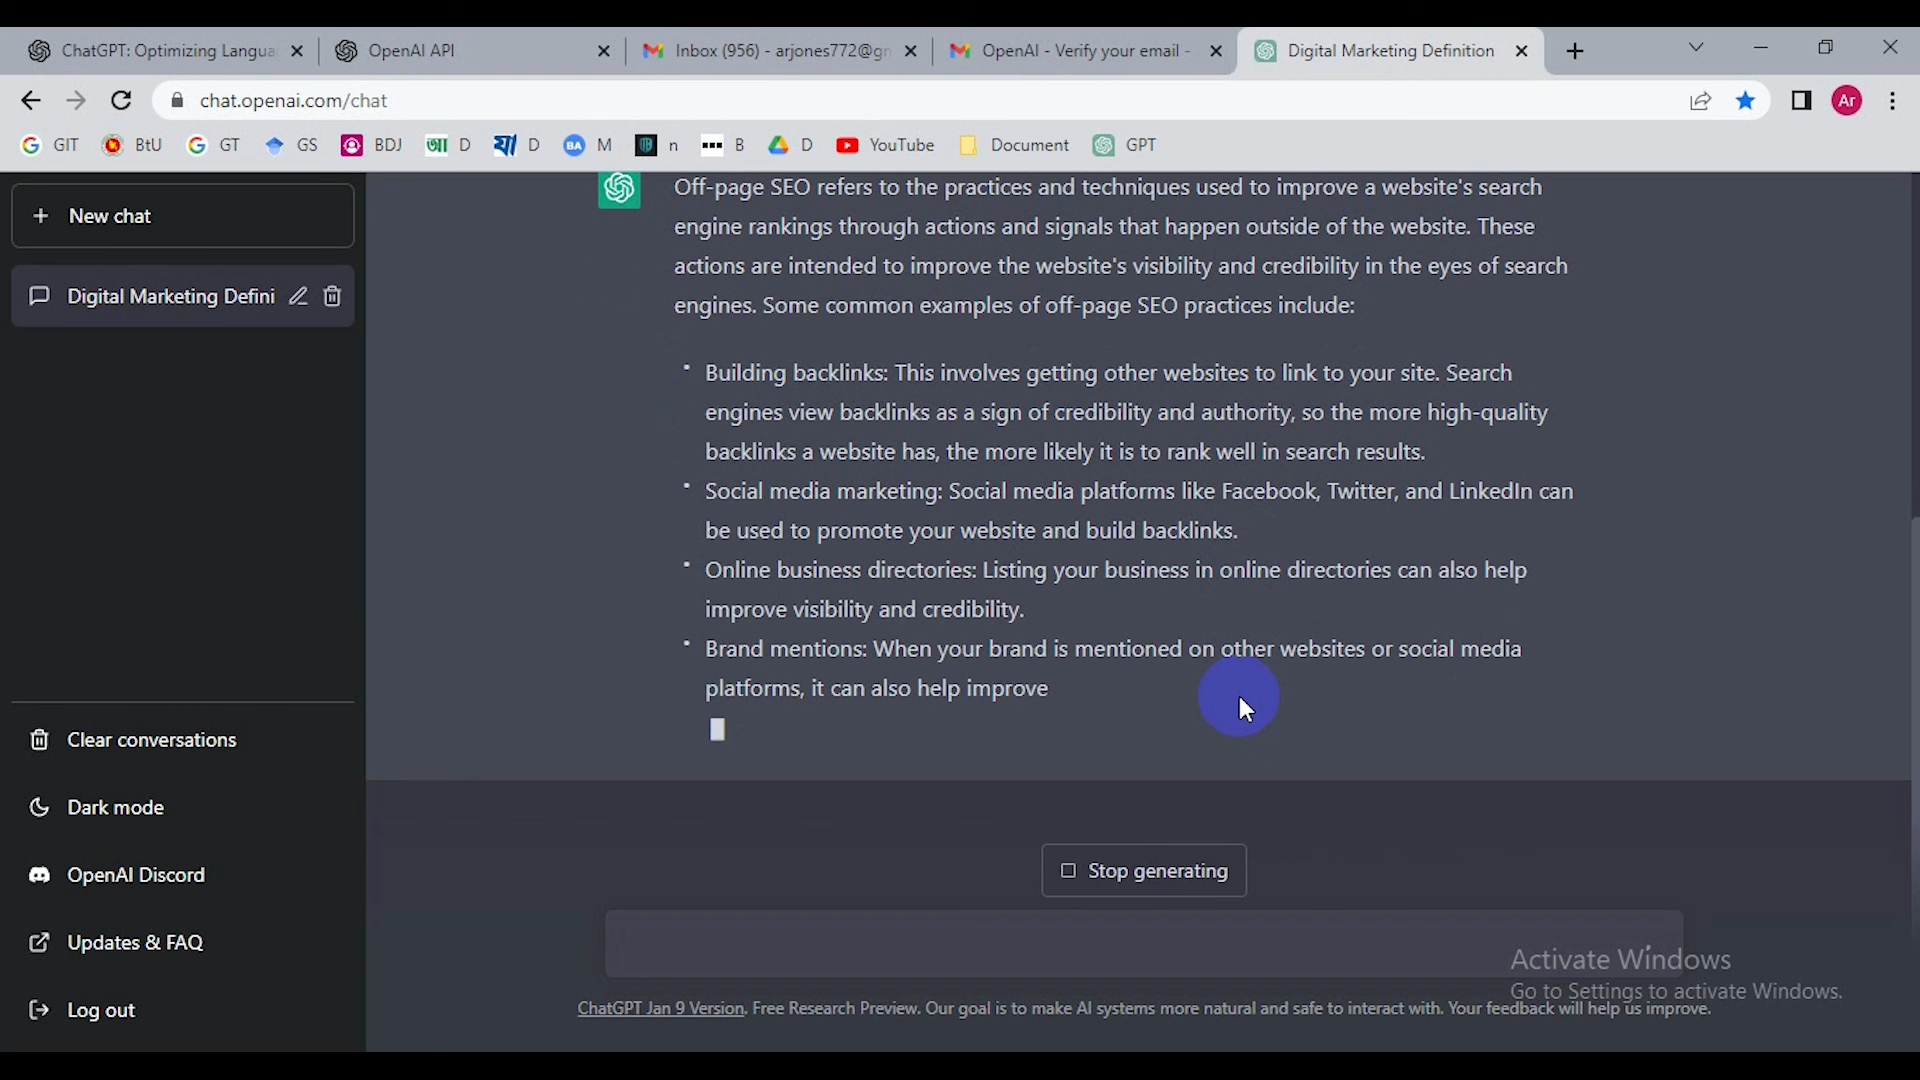 ChatGPT: Optimizing Langua
OpenAI API
Inbox (956) - arjones772@gm
OpenAI - Verify your email -
Digital Marketing Definition
chat.openai.com/chat
Ar
GIT
BtU
GT
GS
BDJ
D
D
BA
M
n
B
D
YouTube
Document
GPT
New chat
Digital Marketing Defini
Off-page SEO refers to the practices and techniques used to improve a website's search
engine rankings through actions and signals that happen outside of the website. These
actions are intended to improve the website's visibility and credibility in the eyes of search
engines. Some common examples of off-page SEO practices include:
• Building backlinks: This involves getting other websites to link to your site. Search
engines view backlinks as a sign of credibility and authority, so the more high-quality
backlinks a website has, the more likely it is to rank well in search results.
• Social media marketing: Social media platforms like Facebook, Twitter, and LinkedIn can
be used to promote your website and build backlinks.
• Online business directories: Listing your business in online directories can also help
improve visibility and credibility.
• Brand mentions: When your brand is mentioned on other websites or social media
platforms, it can also help improve
Clear conversations
Dark mode
OpenAI Discord
Updates & FAQ
Log out
Stop generating
Activate Windows
Go to Settings to activate Windows.
ChatGPT Jan 9 Version. Free Research Preview. Our goal is to make AI systems more natural and safe to interact with. Your feedback will help us improve.